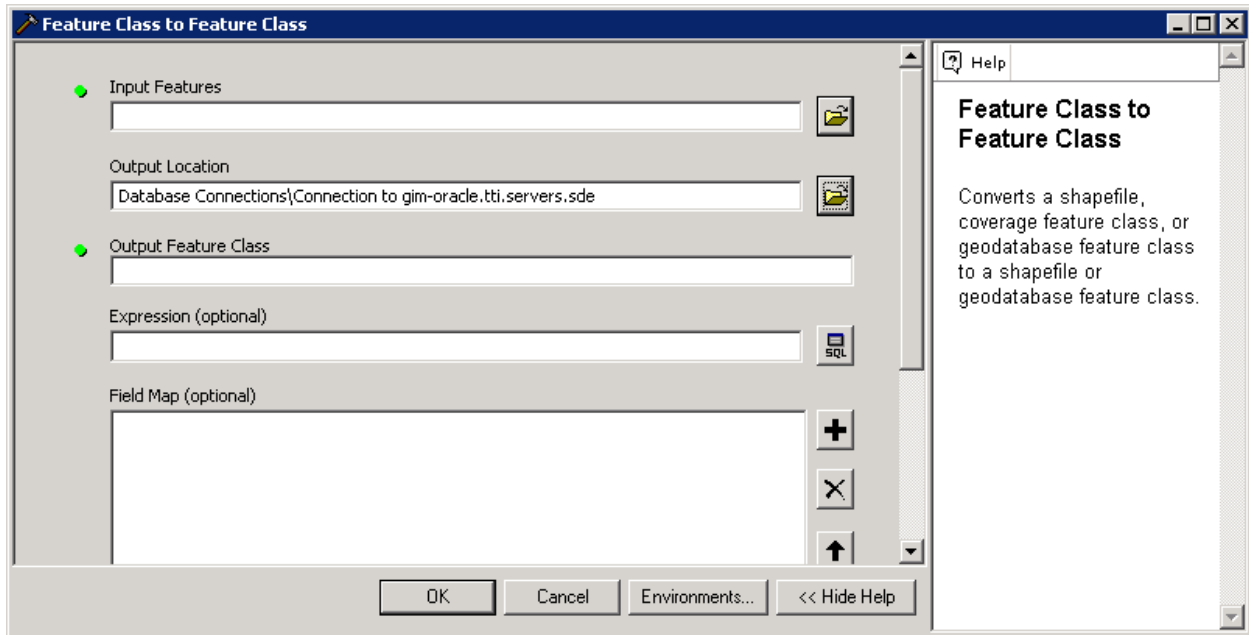 Feature Class to Feature Class
Input Features
Output Location
Database Connections\Connection to gim-oracle.tti.servers.sde
Output Feature Class
Expression (optional)
SQL
Field Map (optional)
OK
Cancel
Environments...
<< Hide Help
Help
Feature Class to
Feature Class
Converts a shapefile,
coverage feature class, or
geodatabase feature class
to a shapefile or
geodatabase feature class.